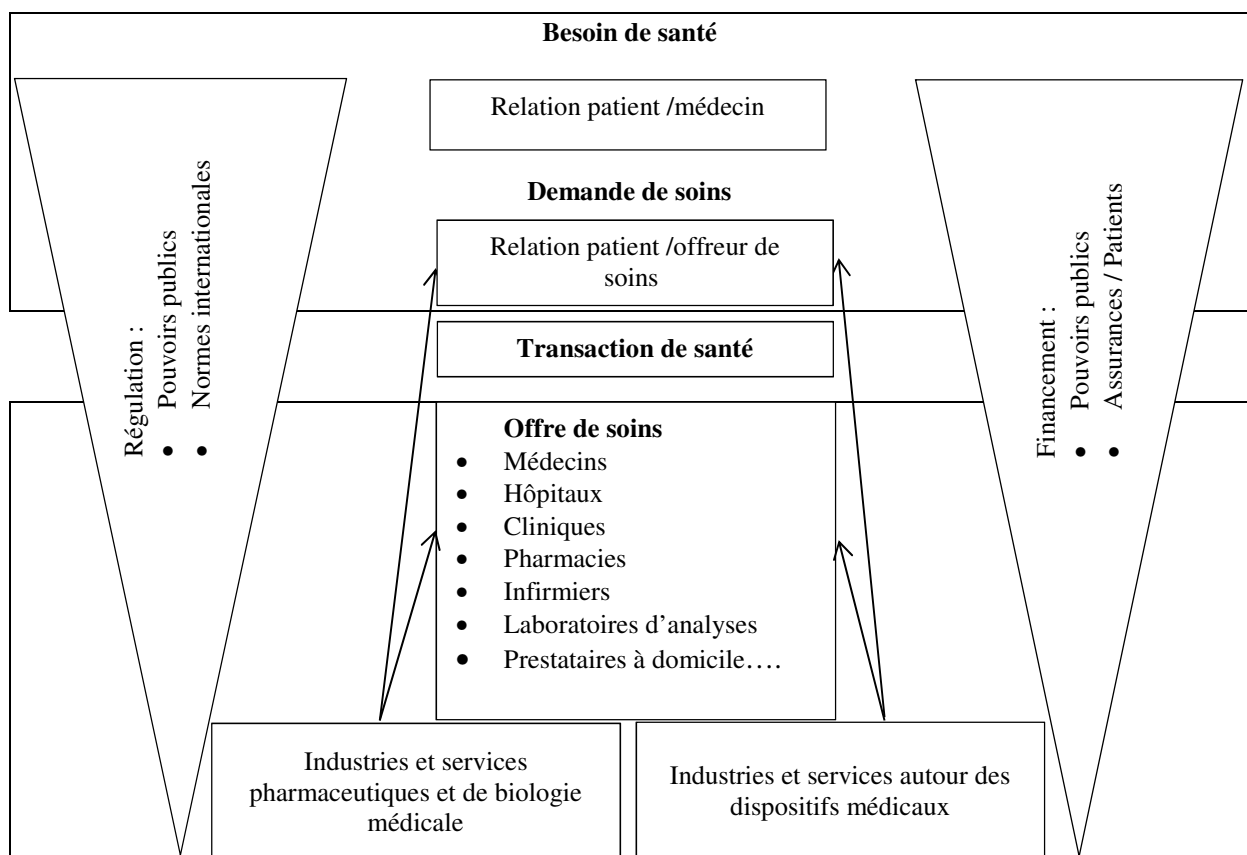 Besoin de santé
Relation patient /médecin
Demande de soins
Relation patient /offreur de
soins
Transaction de santé
Régulation :
• Pouvoirs publics
• Normes internationales
Financement :
• Pouvoirs publics
• Assurances / Patients
Offre de soins
• Médecins
• Hôpitaux
• Cliniques
• Pharmacies
• Infirmiers
• Laboratoires d’analyses
• Prestataires à domicile….
Industries et services
pharmaceutiques et de biologie
médicale
Industries et services autour des
dispositifs médicaux